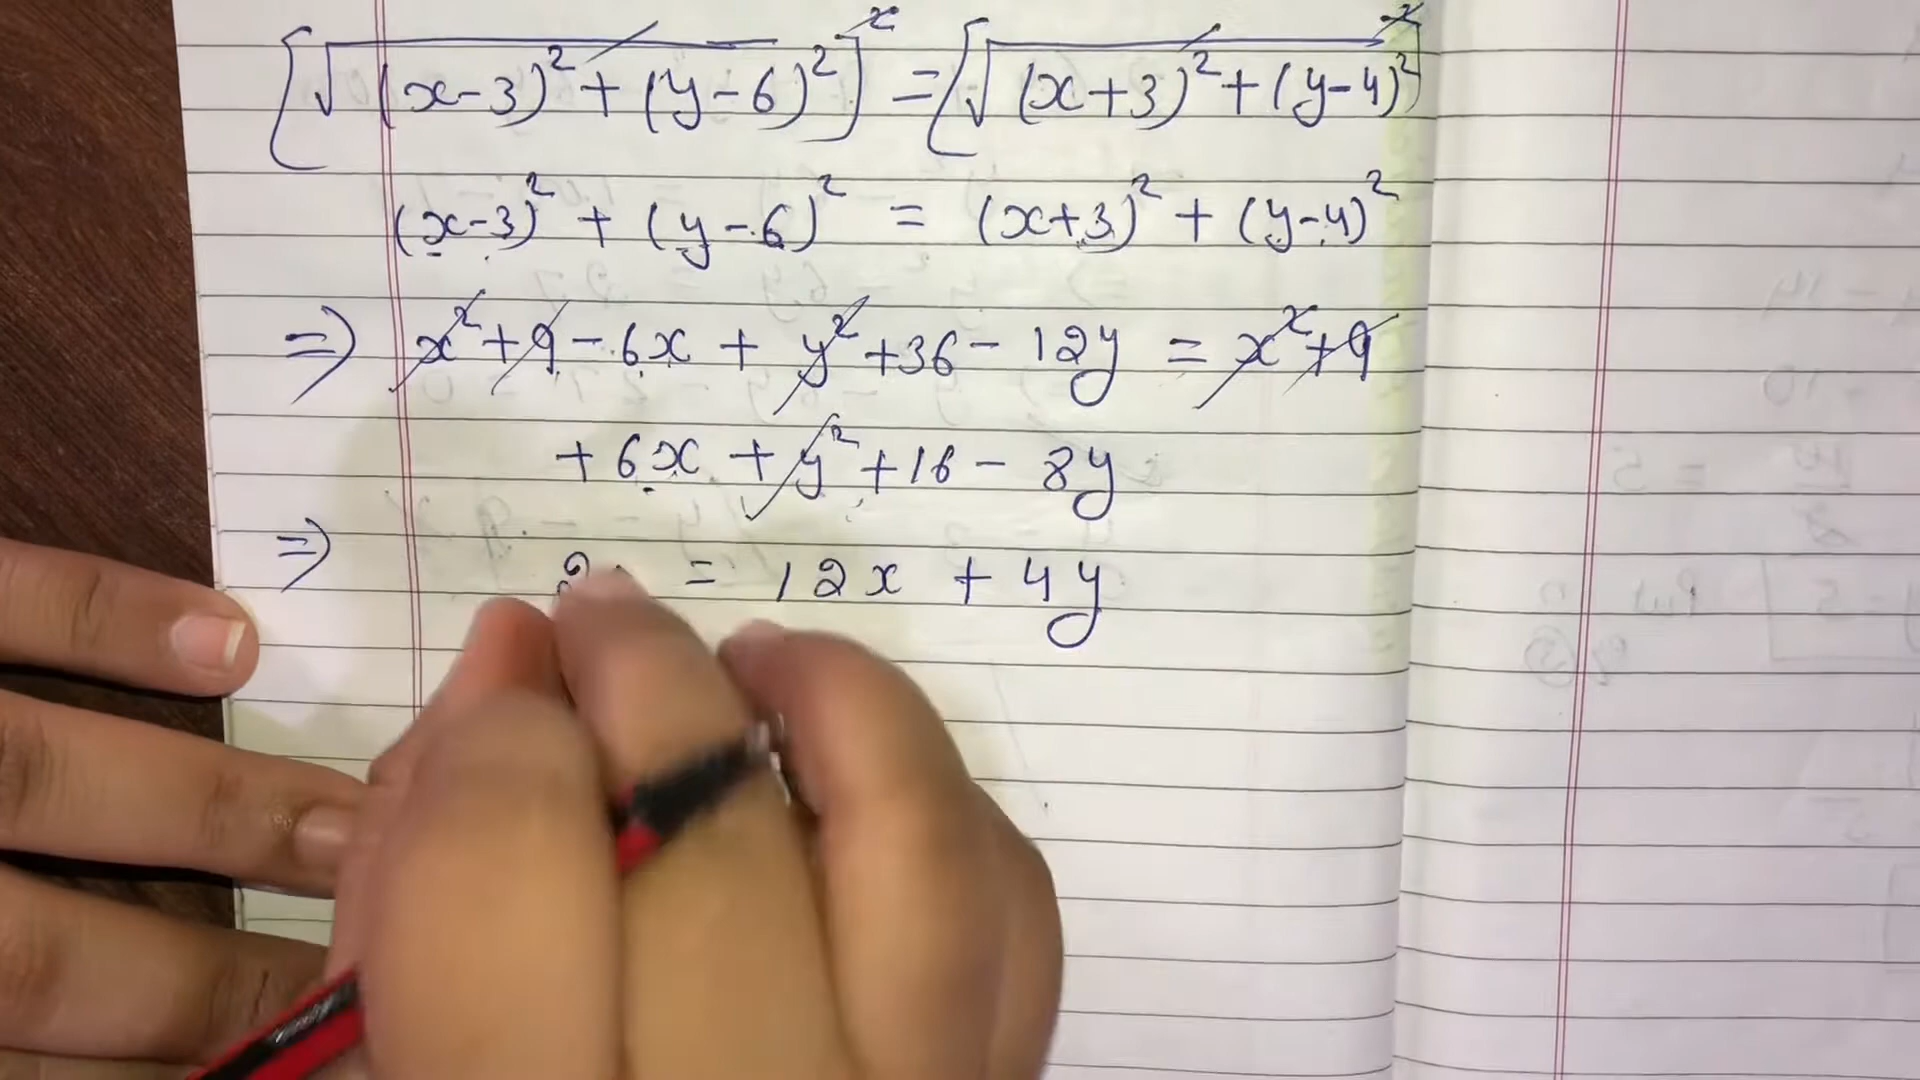 [√(x-3)² + (y-6)²]² = [√(x+3)² + (y-4)²]²
(x-3)² + (y-6)² = (x+3)² + (y-4)²
⇒ x² + 9 - 6x + y² + 36 - 12y = x² + 9
+ 6x + y² + 16 - 8y
⇒ = 12x + 4y